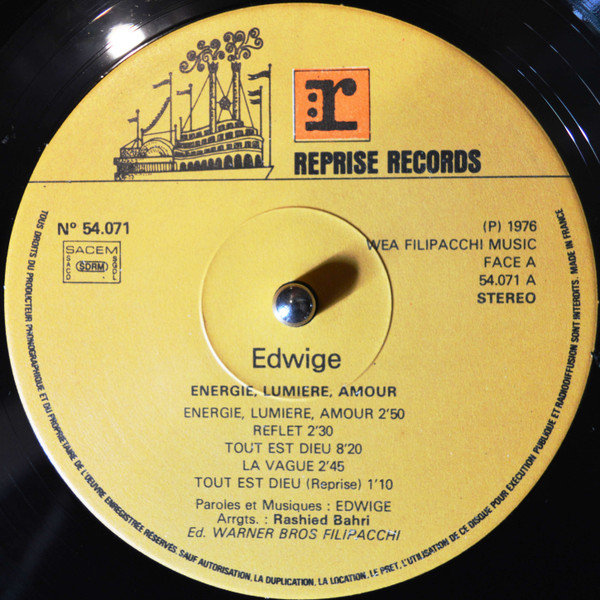 r
REPRISE RECORDS
Nº 54.071
SACEM
SACD
SDRM
SGDL
(P) 1976
WEA FILIPACCHI MUSIC
FACE A
54.071 A
STEREO
Edwige
ENERGIE, LUMIERE, AMOUR
ENERGIE, LUMIERE, AMOUR 2'50
REFLET 2'30
TOUT EST DIEU 8'20
LA VAGUE 2'45
TOUT EST DIEU (Reprise) 1'10
Paroles et Musiques : EDWIGE
Arrgts. : Rashied Bahri
Ed. WARNER BROS FILIPACCHI
TOUS DROITS DU PRODUCTEUR PHONOGRAPHIQUE ET DU PROPRIETAIRE DE L'ŒUVRE ENREGISTREE RESERVES. SAUF AUTORISATION, LA DUPLICATION, LA LOCATION, LE PRET, L'UTILISATION DE CE DISQUE POUR EXECUTION PUBLIQUE ET RADIODIFFUSION SONT INTERDITS. MADE IN FRANCE